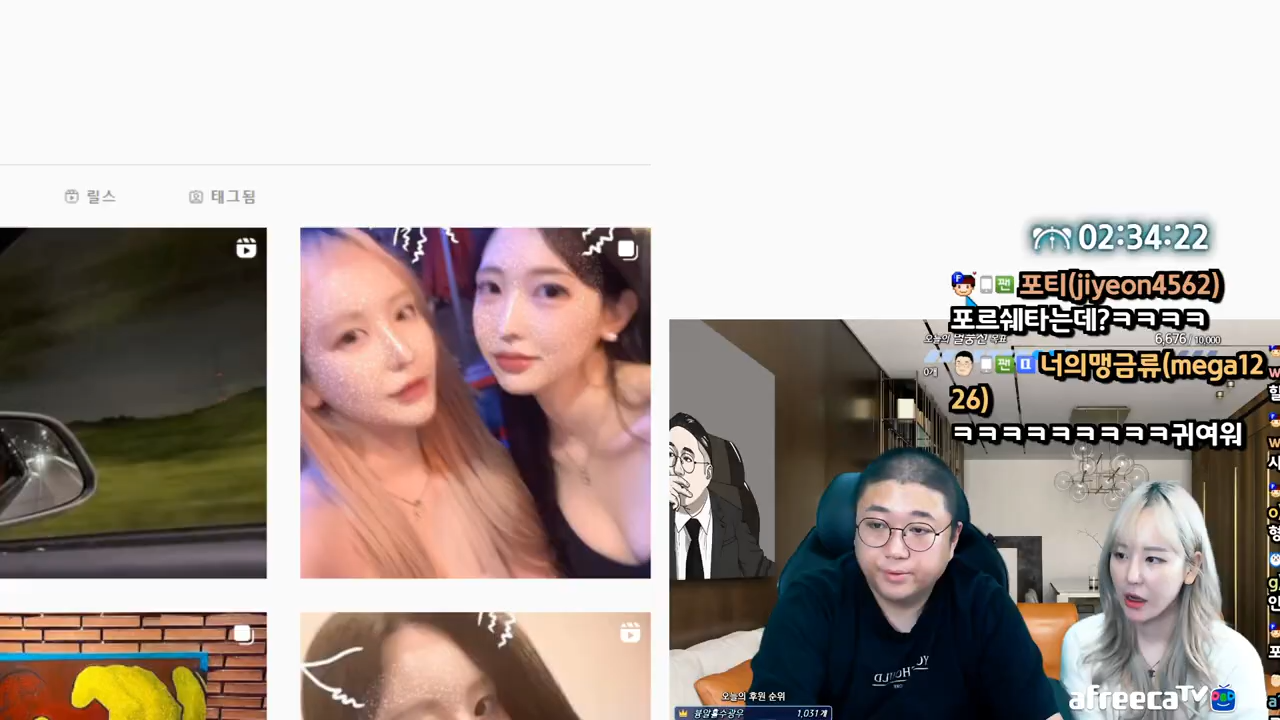 릴스
태그됨
02:34:22
포티(jiyeon4562)
포르쉐타는데?ㅋㅋㅋㅋ
6,676 / 10,000
0개
너의맹금류(mega12
26)
ㅋㅋㅋㅋㅋㅋㅋㅋㅋ귀여워
오늘의 후원 순위
1,031개
afreecaTV